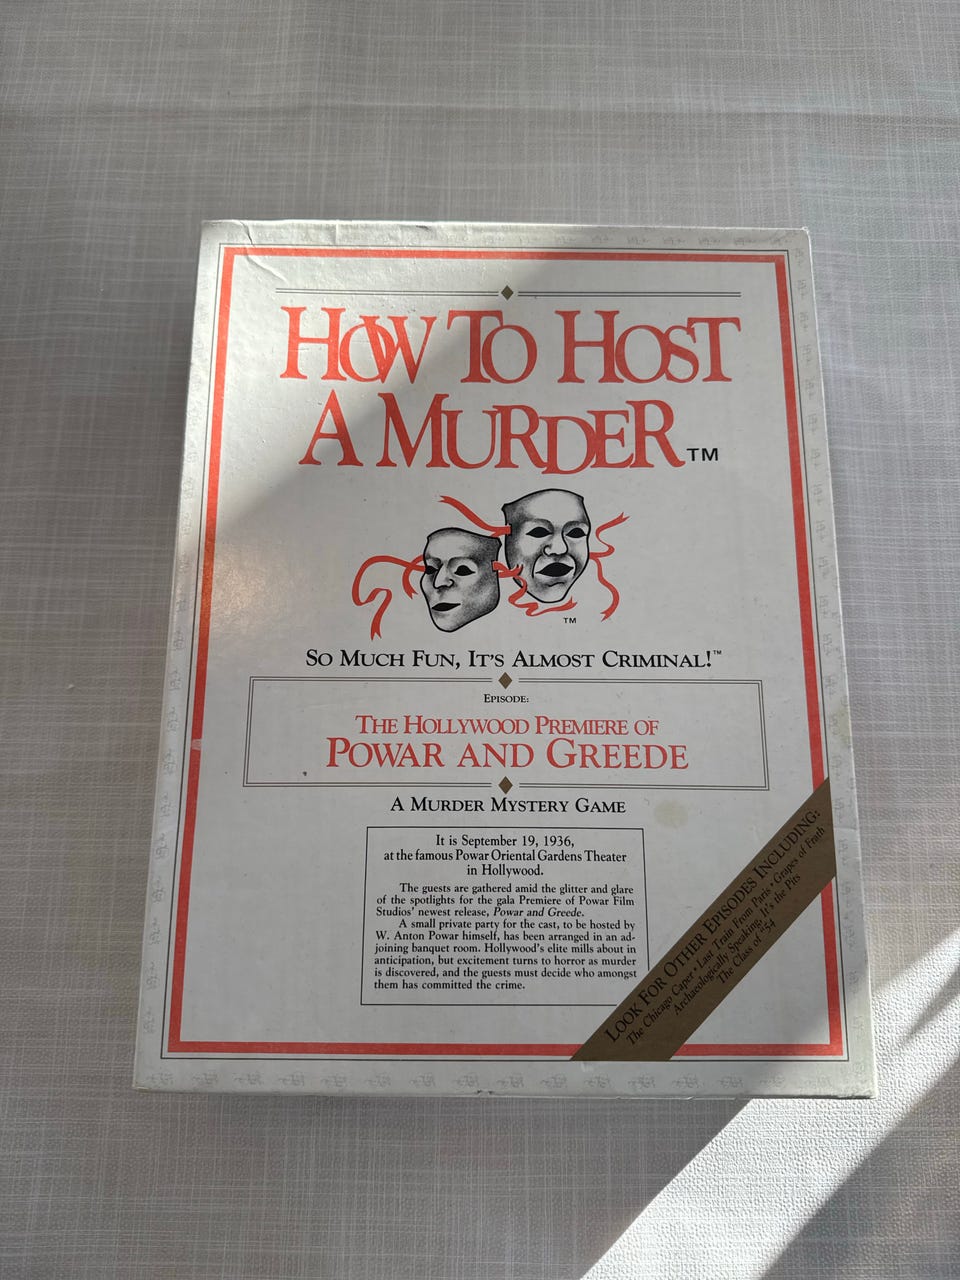 How To Host
A Murder™
TM
So Much Fun, It's Almost Criminal!™
Episode:
The Hollywood Premiere of
Powar and Greede
A Murder Mystery Game
It is September 19, 1936,
at the famous Powar Oriental Gardens Theater
in Hollywood.
The guests are gathered amid the glitter and glare
of the spotlights for the gala Premiere of Powar Film
Studios' newest release, Powar and Greede.
A small private party for the cast, to be hosted by
W. Anton Powar himself, has been arranged in an ad-
joining banquet room. Hollywood's elite mills about in
anticipation, but excitement turns to horror as murder
is discovered, and the guests must decide who amongst
them has committed the crime.
Look For Other Episodes Including:
The Chicago Caper • Last Train From Paris • Grapes of Frath
Archaeologically Speaking, It's the Pits
The Class of '54